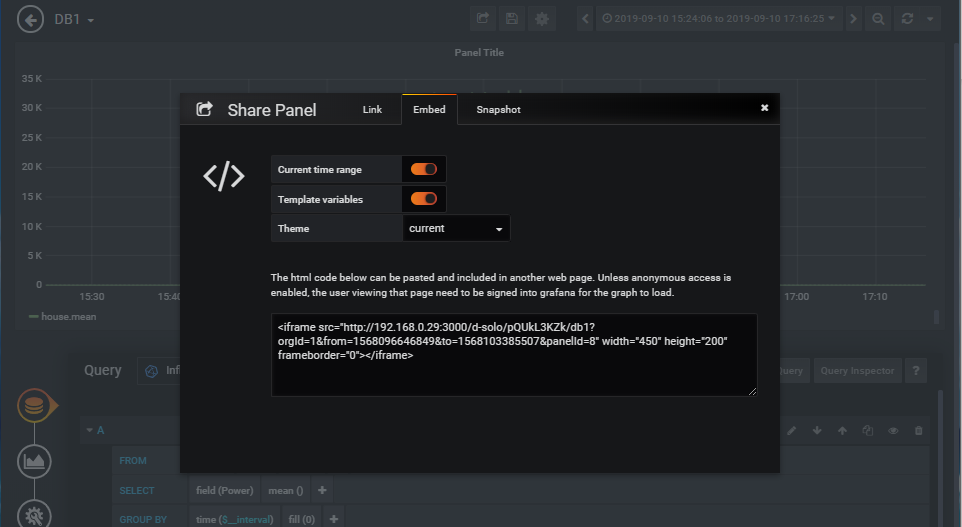 DB1
2019-09-10 15:24:06 to 2019-09-10 17:16:25
Panel Title
35 K
30 K
25 K
20 K
15 K
10 K
5 K
0
15:30
15:40
17:00
17:10
house.mean
Share Panel
Link
Embed
Snapshot
Current time range
Template variables
Theme
current
The html code below can be pasted and included in another web page. Unless anonymous access is
enabled, the user viewing that page need to be signed into grafana for the graph to load.
<iframe src="http://192.168.0.29:3000/d-solo/pQUkL3KZk/db1?
orgId=1&from=1568096646849&to=1568103385507&panelId=8" width="450" height="200"
frameborder="0"></iframe>
Query
Query Inspector
?
A
FROM
SELECT field (Power) mean () +
GROUP BY time ($__interval) fill (0) +